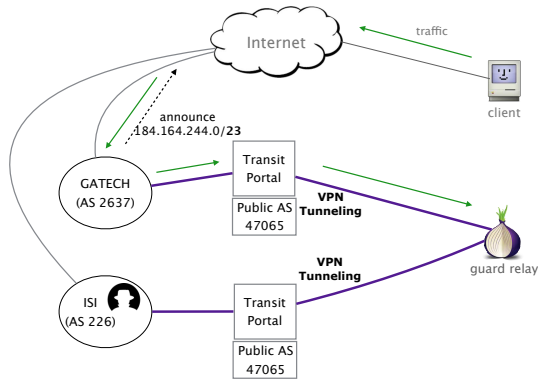 Internet
traffic
client
announce
184.164.244.0/23
GATECH
(AS 2637)
Transit
Portal
Public AS
47065
VPN
Tunneling
guard relay
VPN
Tunneling
ISI
(AS 226)
Transit
Portal
Public AS
47065